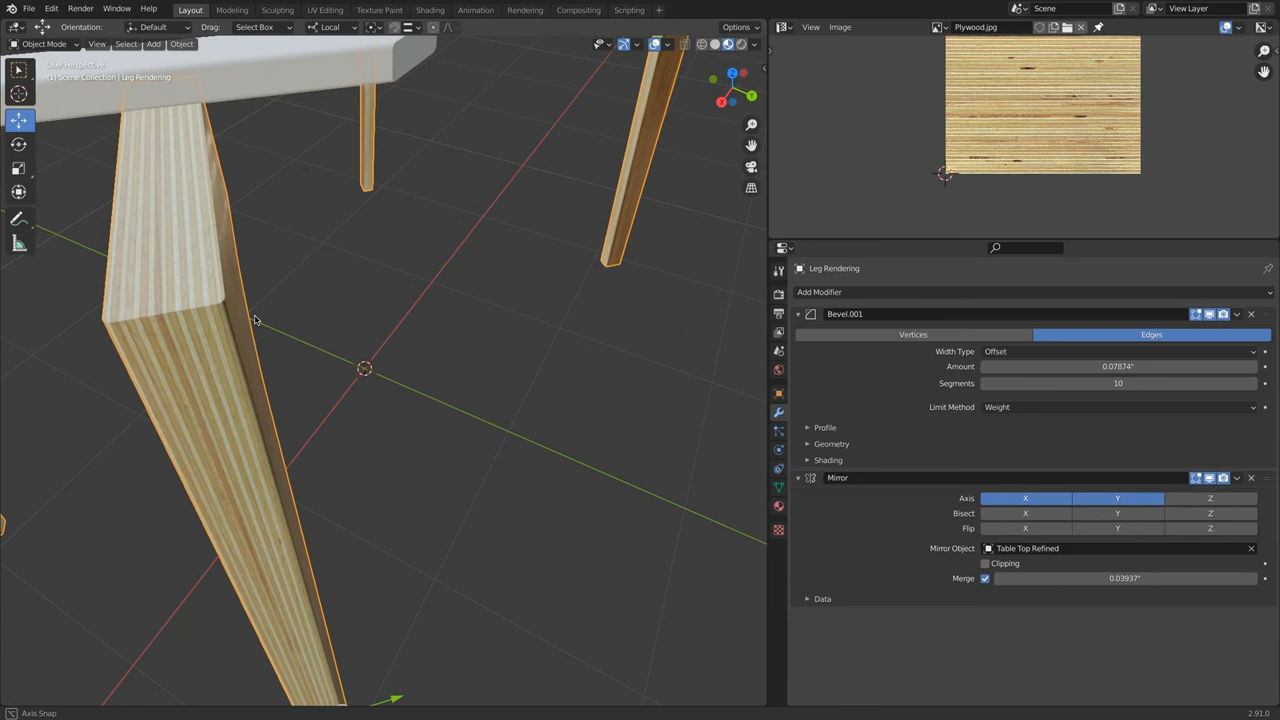 File Edit Render Window Help Layout Modeling Sculpting UV Editing Texture Paint Shading Animation Rendering Compositing Scripting Scene View Layer
Orientation: Default Drag: Select Box Local Options View Image Plywood.jpg
Object Mode View Select Add Object
User Perspective
(1) Scene Collection | Leg Rendering
X Y Z
Leg Rendering
Add Modifier
Bevel.001
Vertices Edges
Width Type Offset
Amount 0.07874"
Segments 10
Limit Method Weight
Profile
Geometry
Shading
Mirror
Axis X Y Z
Bisect X Y Z
Flip X Y Z
Mirror Object Table Top Refined
Clipping
Merge 0.03937"
Data
Axis Snap 2.91.0